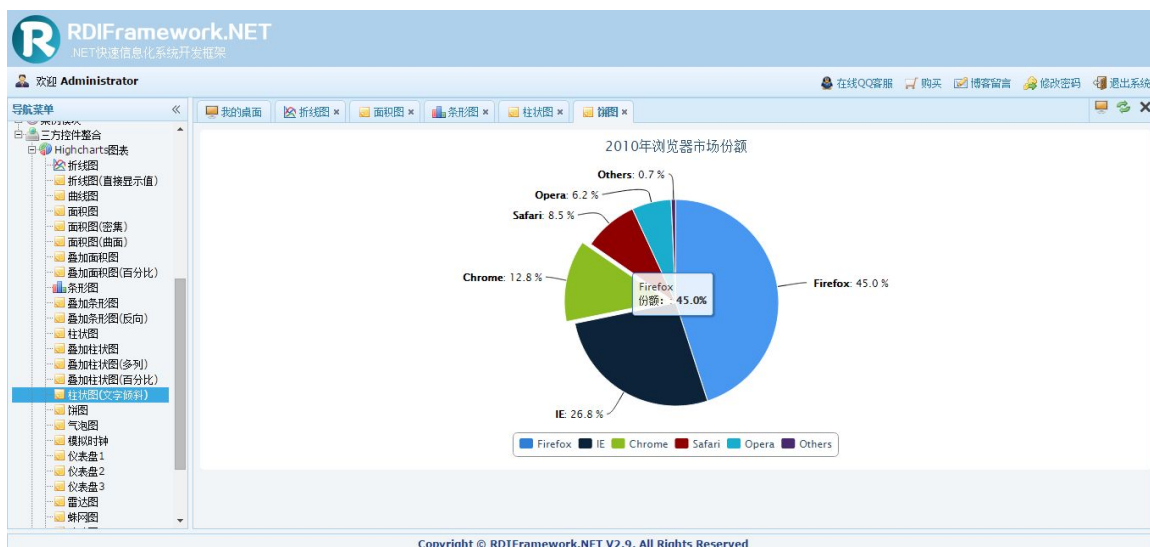 RDIFramework.NET
.NET快速信息化系统开发框架
欢迎 Administrator
在线QQ客服 购买 博客留言 修改密码 退出系统
导航菜单
我的桌面 折线图 面积图 条形图 柱状图 饼图
三方控件整合
Highcharts图表
折线图
折线图(直接显示值)
曲线图
面积图
面积图(密集)
面积图(曲面)
叠加面积图
叠加面积图(百分比)
条形图
叠加条形图
叠加条形图(反向)
柱状图
叠加柱状图
叠加柱状图(多列)
叠加柱状图(百分比)
柱状图(文字倾斜)
饼图
气泡图
模拟时钟
仪表盘1
仪表盘2
仪表盘3
雷达图
蛛网图
2010年浏览器市场份额
Others: 0.7 %
Opera: 6.2 %
Safari: 8.5 %
Chrome: 12.8 %
Firefox: 45.0 %
Firefox
份额: : 45.0%
IE: 26.8 %
Firefox IE Chrome Safari Opera Others
Copyright © RDIFramework.NET V2.9. All Rights Reserved